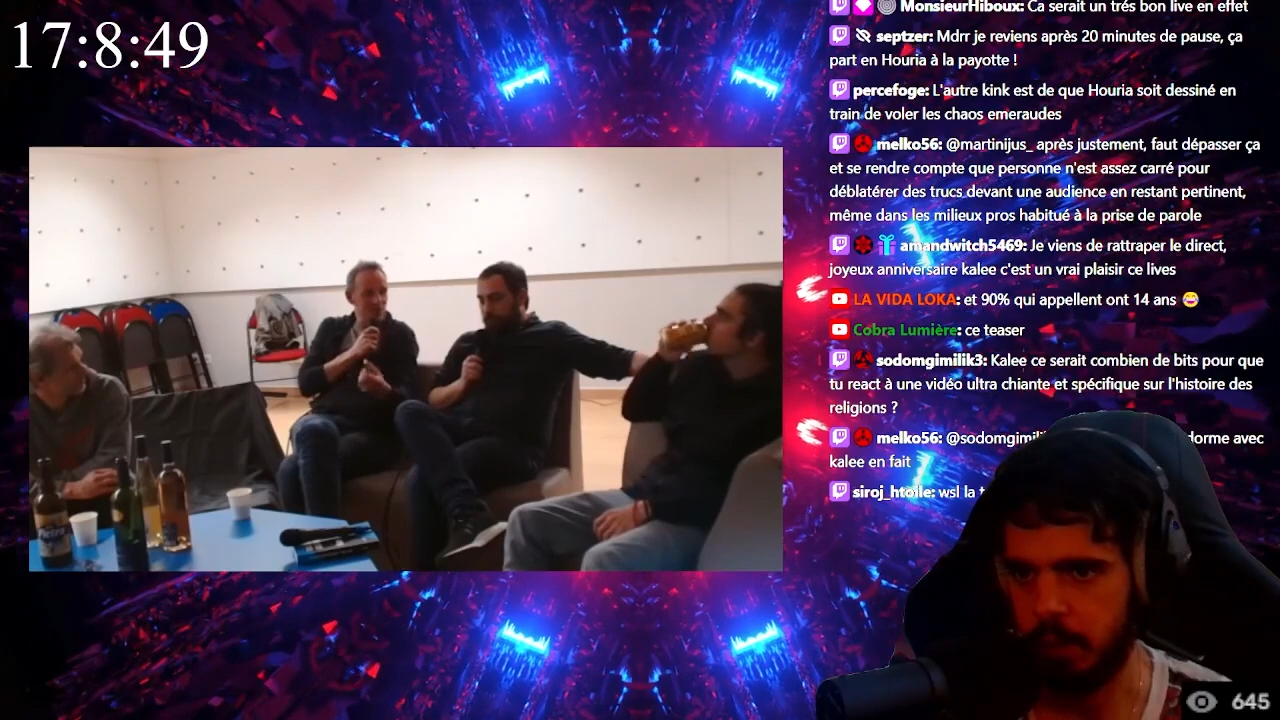 17:8:49
MonsieurHiboux: Ca serait un trés bon live en effet
septzer: Mdrr je reviens après 20 minutes de pause, ça
part en Houria à la payotte !
percefoge: L'autre kink est de que Houria soit dessiné en
train de voler les chaos emeraudes
melko56: @martinijus_ après justement, faut dépasser ça
et se rendre compte que personne n'est assez carré pour
déblatérer des trucs devant une audience en restant pertinent,
même dans les milieux pros habitué à la prise de parole
amandwitch5469: Je viens de rattraper le direct,
joyeux anniversaire kalee c'est un vrai plaisir ce lives
LA VIDA LOKA: et 90% qui appellent ont 14 ans 😂
Cobra Lumière: ce teaser
sodomgimilik3: Kalee ce serait combien de bits pour que
tu react à une vidéo ultra chiante et spécifique sur l'histoire des
religions ?
melko56: dorme avec
kalee en fait
siroj_htolle: wsl la
645